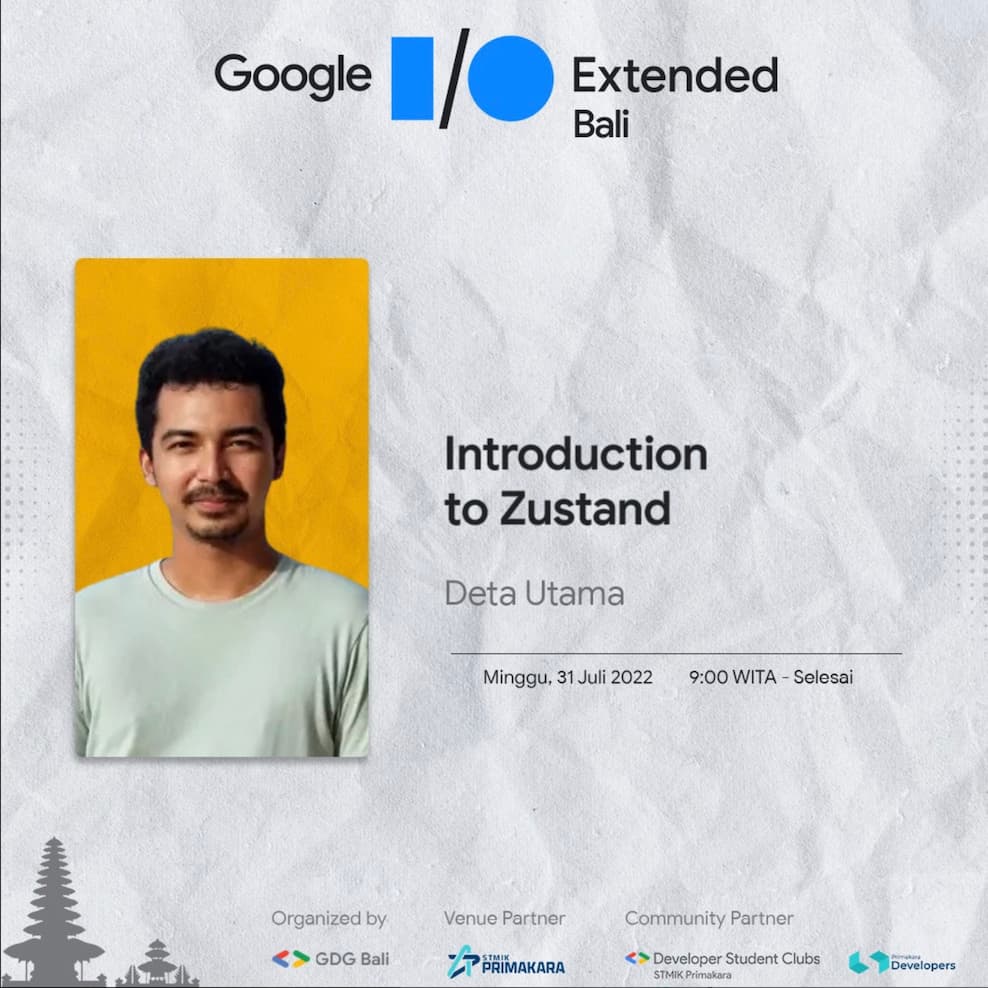 Google I/O Extended
Bali
Introduction
to Zustand
Deta Utama
Minggu, 31 Juli 2022 9:00 WITA - Selesai
Organized by Venue Partner Community Partner
GDG Bali
STMIK
PRIMAKARA
Developer Student Clubs
STMIK Primakara
Primakara
Developers